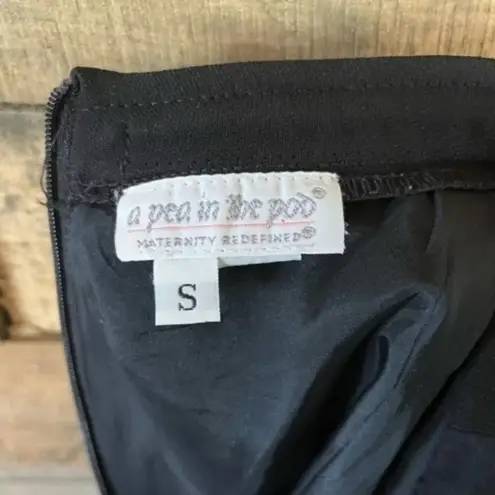 a pea in the pod®
MATERNITY REDEFINED®
S